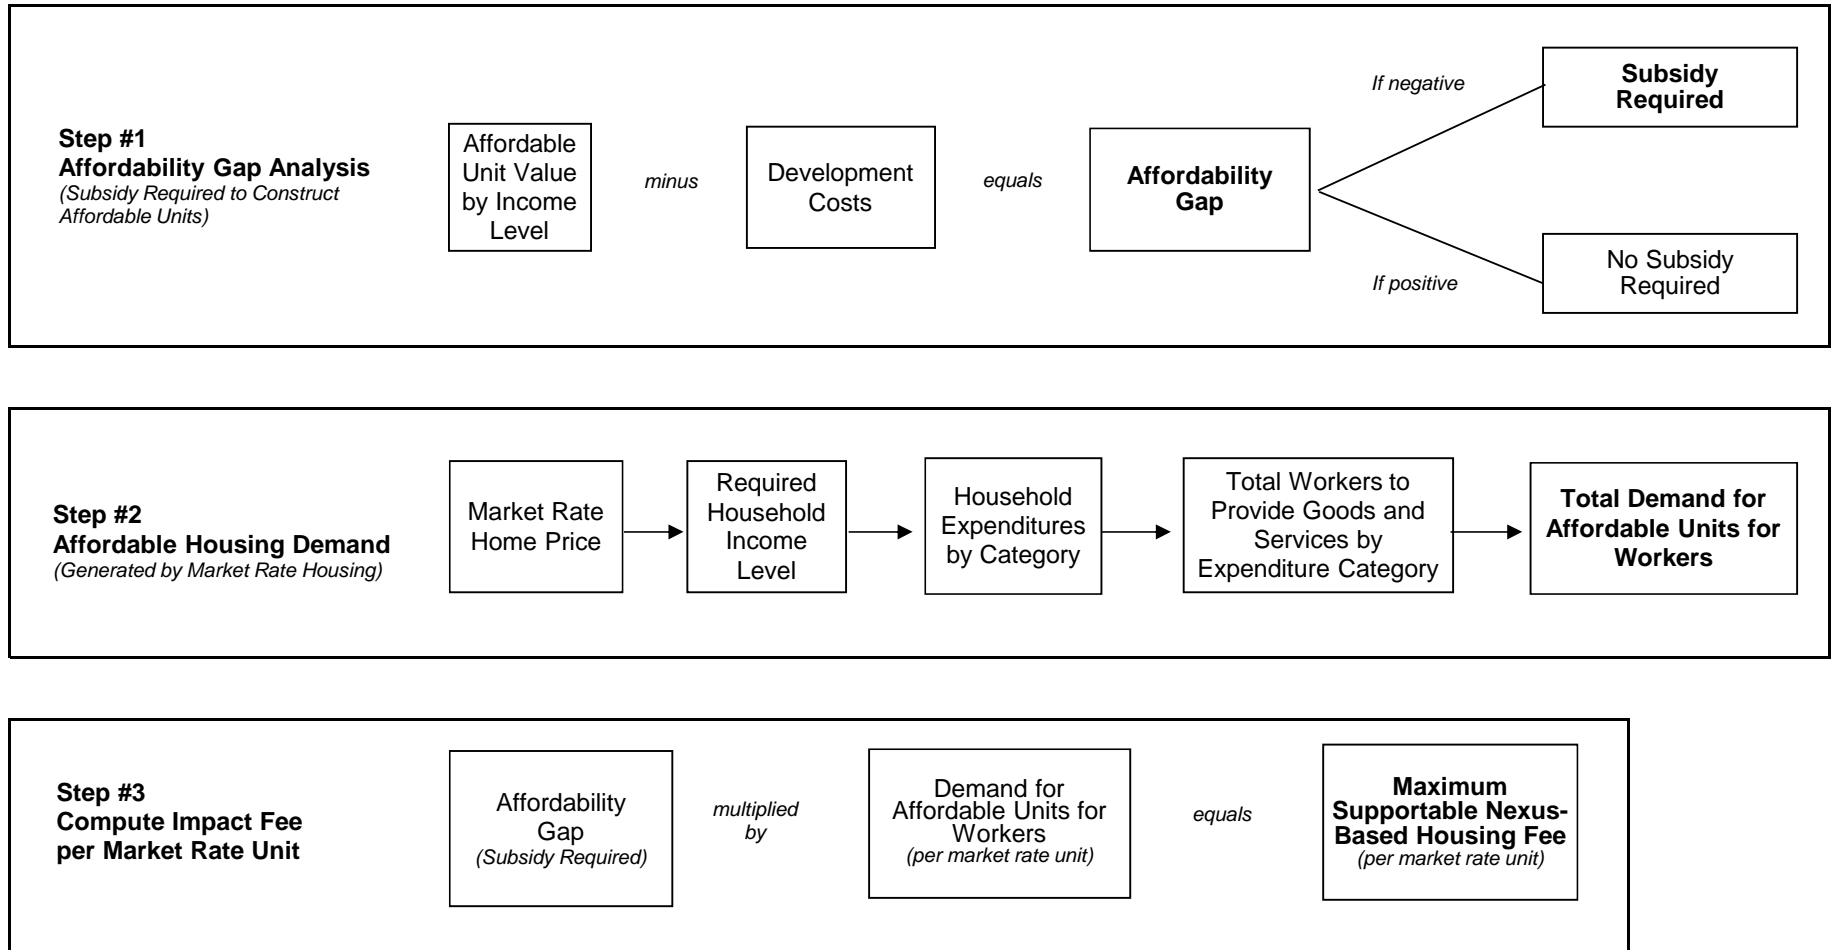 Step #1
Affordability Gap Analysis
(Subsidy Required to Construct
Affordable Units)
Affordable
Unit Value
by Income
Level
minus
Development
Costs
equals
Affordability
Gap
If negative
Subsidy
Required
If positive
No Subsidy
Required
Step #2
Affordable Housing Demand
(Generated by Market Rate Housing)
Market Rate
Home Price
Required
Household
Income
Level
Household
Expenditures
by Category
Total Workers to
Provide Goods and
Services by
Expenditure Category
Total Demand for
Affordable Units for
Workers
Step #3
Compute Impact Fee
per Market Rate Unit
Affordability
Gap
(Subsidy Required)
multiplied
by
Demand for
Affordable Units for
Workers
(per market rate unit)
equals
Maximum
Supportable Nexus-
Based Housing Fee
(per market rate unit)